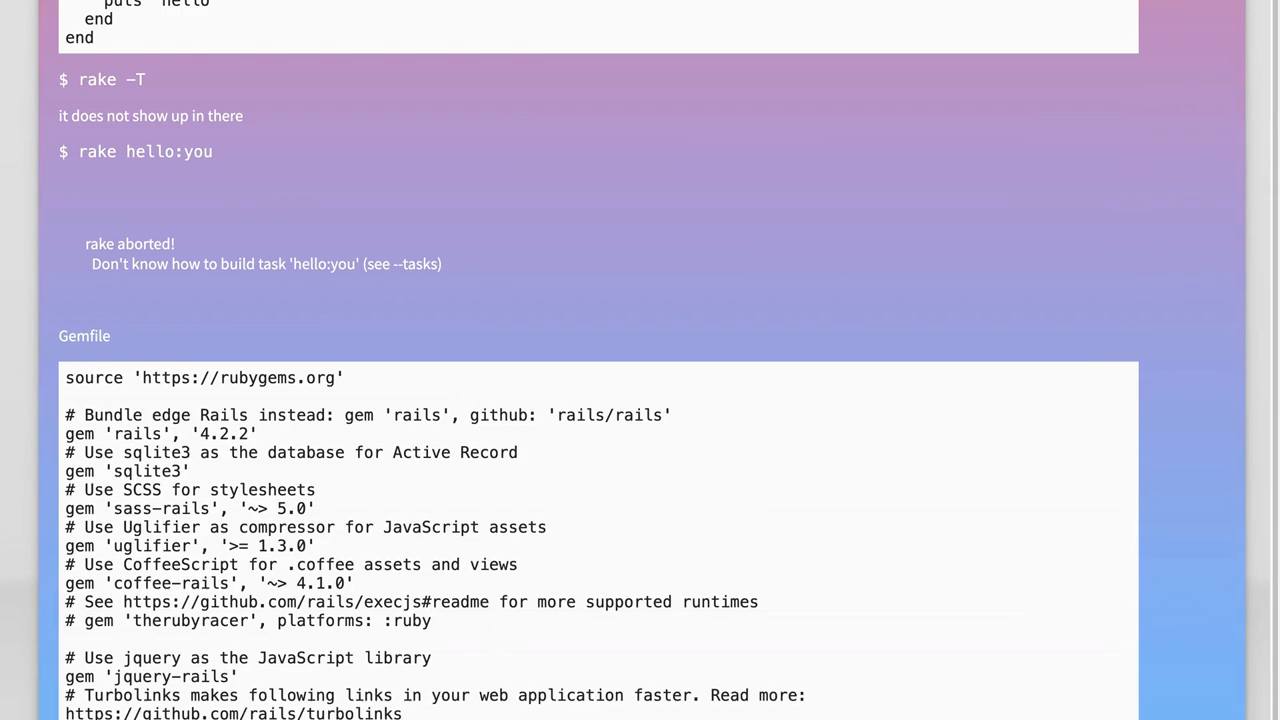 puts "hello"
end
end
$ rake -T
it does not show up in there
$ rake hello:you
rake aborted!
Don't know how to build task 'hello:you' (see --tasks)
Gemfile
source 'https://rubygems.org'
# Bundle edge Rails instead: gem 'rails', github: 'rails/rails'
gem 'rails', '4.2.2'
# Use sqlite3 as the database for Active Record
gem 'sqlite3'
# Use SCSS for stylesheets
gem 'sass-rails', '~> 5.0'
# Use Uglifier as compressor for JavaScript assets
gem 'uglifier', '>= 1.3.0'
# Use CoffeeScript for .coffee assets and views
gem 'coffee-rails', '~> 4.1.0'
# See https://github.com/rails/execjs#readme for more supported runtimes
# gem 'therubyracer', platforms: :ruby
# Use jquery as the JavaScript library
gem 'jquery-rails'
# Turbolinks makes following links in your web application faster. Read more:
https://github.com/rails/turbolinks